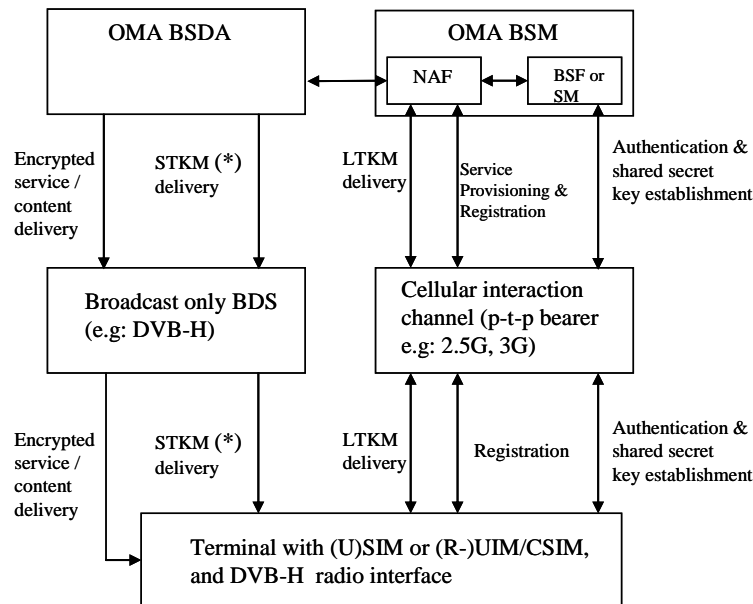 OMA BSDA
OMA BSM
NAF
BSF or
SM
Encrypted
service /
content
delivery
STKM (*)
delivery
LTKM
delivery
Service
Provisioning &
Registration
Authentication &
shared secret
key establishment
Broadcast only BDS
(e.g: DVB-H)
Cellular interaction
channel (p-t-p bearer
e.g: 2.5G, 3G)
Encrypted
service /
content
delivery
STKM (*)
delivery
LTKM
delivery
Registration
Authentication &
shared secret
key establishment
Terminal with (U)SIM or (R-)UIM/CSIM,
and DVB-H radio interface